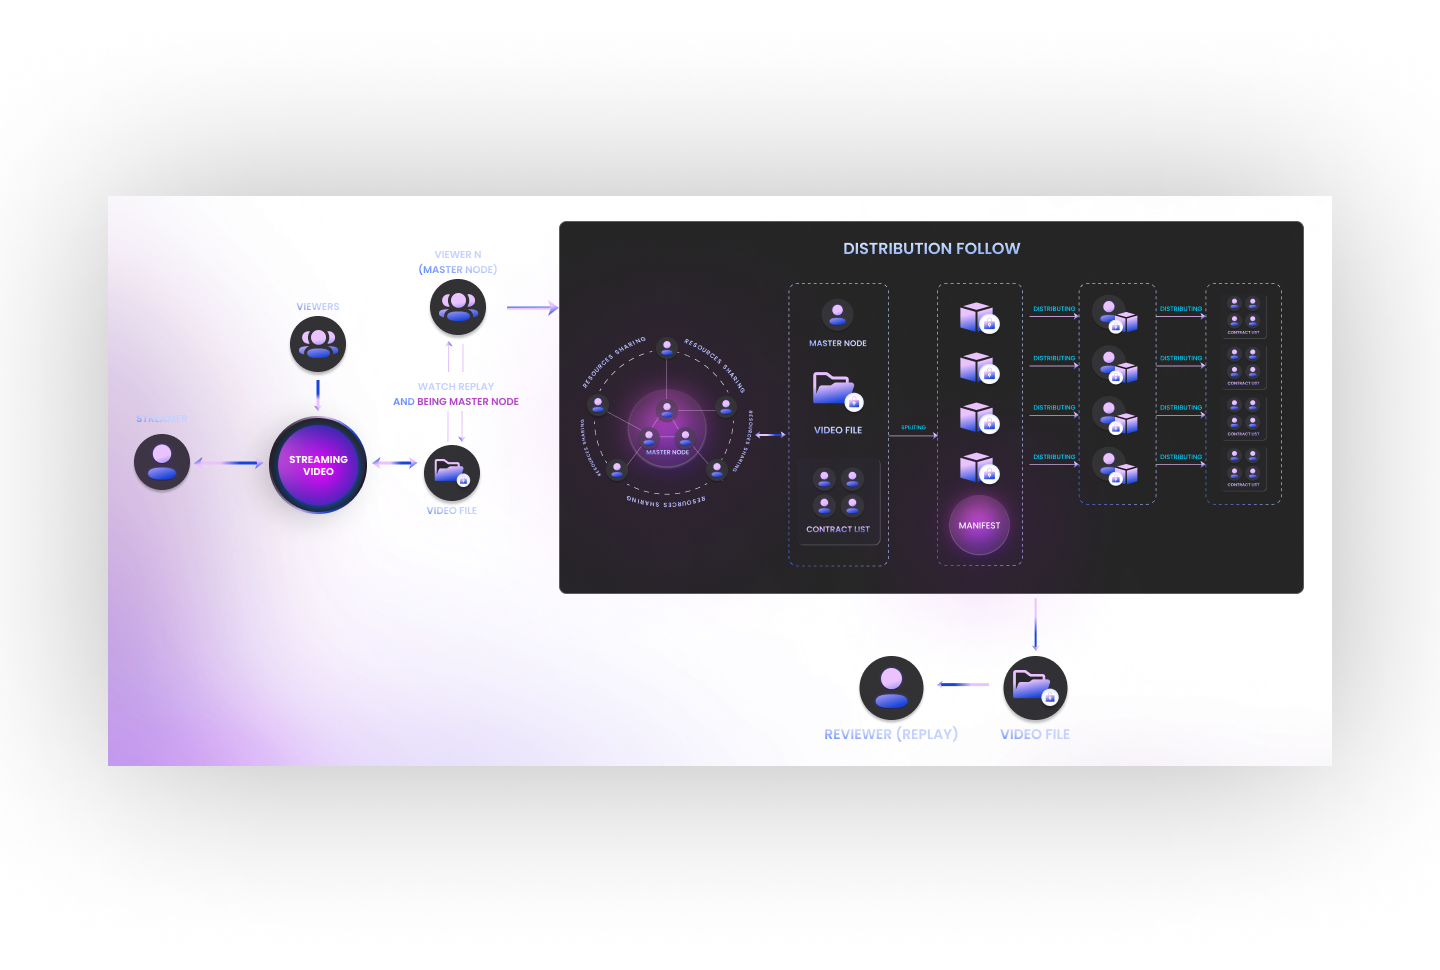 DISTRIBUTION FOLLOW
VIEWER N
(MASTER NODE)
VIEWERS
STREAMER
STREAMING
VIDEO
WATCH REPLAY
AND BEING MASTER NODE
VIDEO FILE
RESOURCES SHARING
RESOURCES SHARING
RESOURCES SHARING
RESOURCES SHARING
RESOURCES SHARING
MASTER NODE
MASTER NODE
VIDEO FILE
CONTRACT LIST
SPLITING
MANIFEST
DISTRIBUTING
DISTRIBUTING
CONTRACT LIST
DISTRIBUTING
DISTRIBUTING
CONTRACT LIST
DISTRIBUTING
DISTRIBUTING
CONTRACT LIST
DISTRIBUTING
DISTRIBUTING
CONTRACT LIST
REVIEWER (REPLAY)
VIDEO FILE